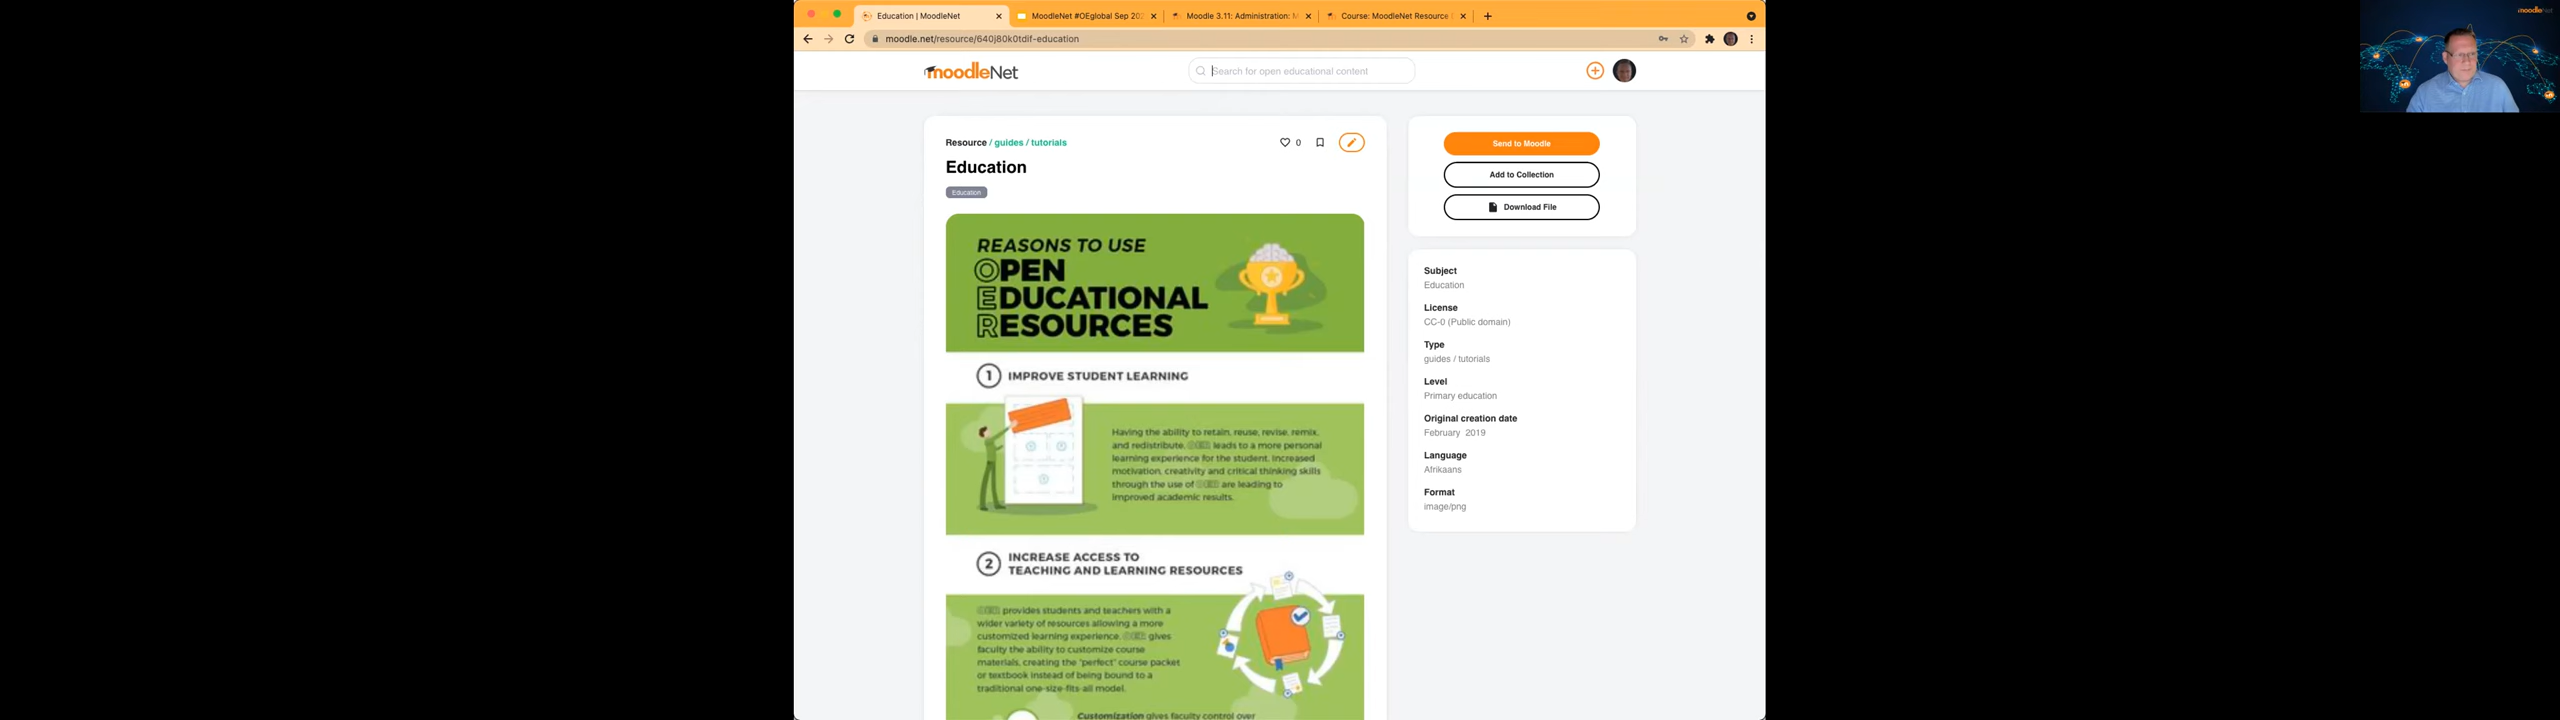 Education | MoodleNet
MoodleNet #OEglobal Sep 202
Moodle 3.11: Administration: M
Course: MoodleNet Resource
moodle.net/resource/640j80k0tdif-education
moodleNet
Search for open educational content
moodleNet
Resource / guides / tutorials
0
Education
Education
REASONS TO USE
OPEN
EDUCATIONAL
RESOURCES
1 IMPROVE STUDENT LEARNING
Having the ability to retain, reuse, revise, remix,
and redistribute, OER leads to a more personal
learning experience for the student. Increased
motivation, creativity and critical thinking skills
through the use of OER are leading to
improved academic results.
2 INCREASE ACCESS TO
TEACHING AND LEARNING RESOURCES
OER provides students and teachers with a
wider variety of resources allowing a more
customized learning experience. OER gives
faculty the ability to customize course
materials, creating the "perfect" course packet
or textbook instead of being bound to a
traditional one-size-fits-all model.
Customization gives faculty control over
Send to Moodle
Add to Collection
Download File
Subject
Education
License
CC-0 (Public domain)
Type
guides / tutorials
Level
Primary education
Original creation date
February 2019
Language
Afrikaans
Format
image/png